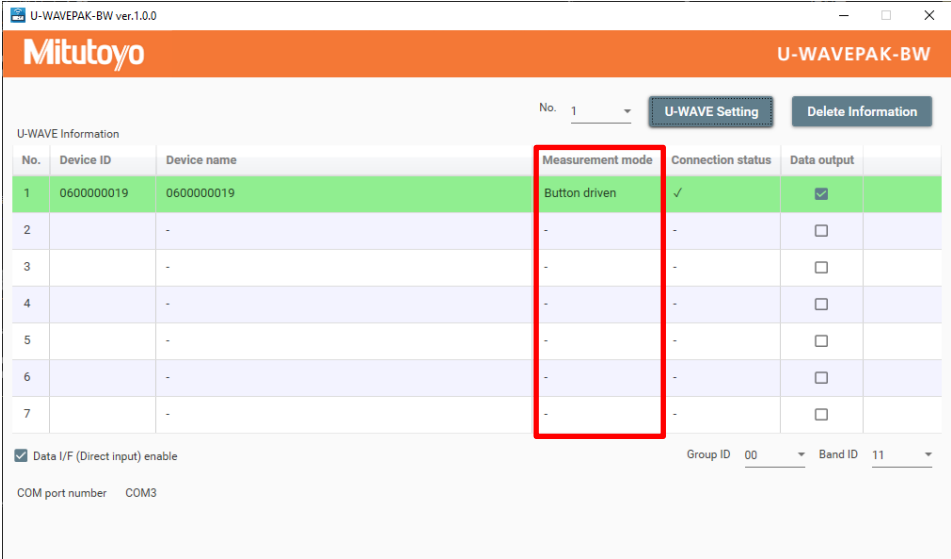 U-WAVEPAK-BW ver.1.0.0
Mitutoyo U-WAVEPAK-BW
No. 1 U-WAVE Setting Delete Information
U-WAVE Information
No. Device ID Device name Measurement mode Connection status Data output
1 0600000019 0600000019 Button driven ✓
2 - - -
3 - - -
4 - - -
5 - - -
6 - - -
7 - - -
Data I/F (Direct input) enable Group ID 00 Band ID 11
COM port number COM3